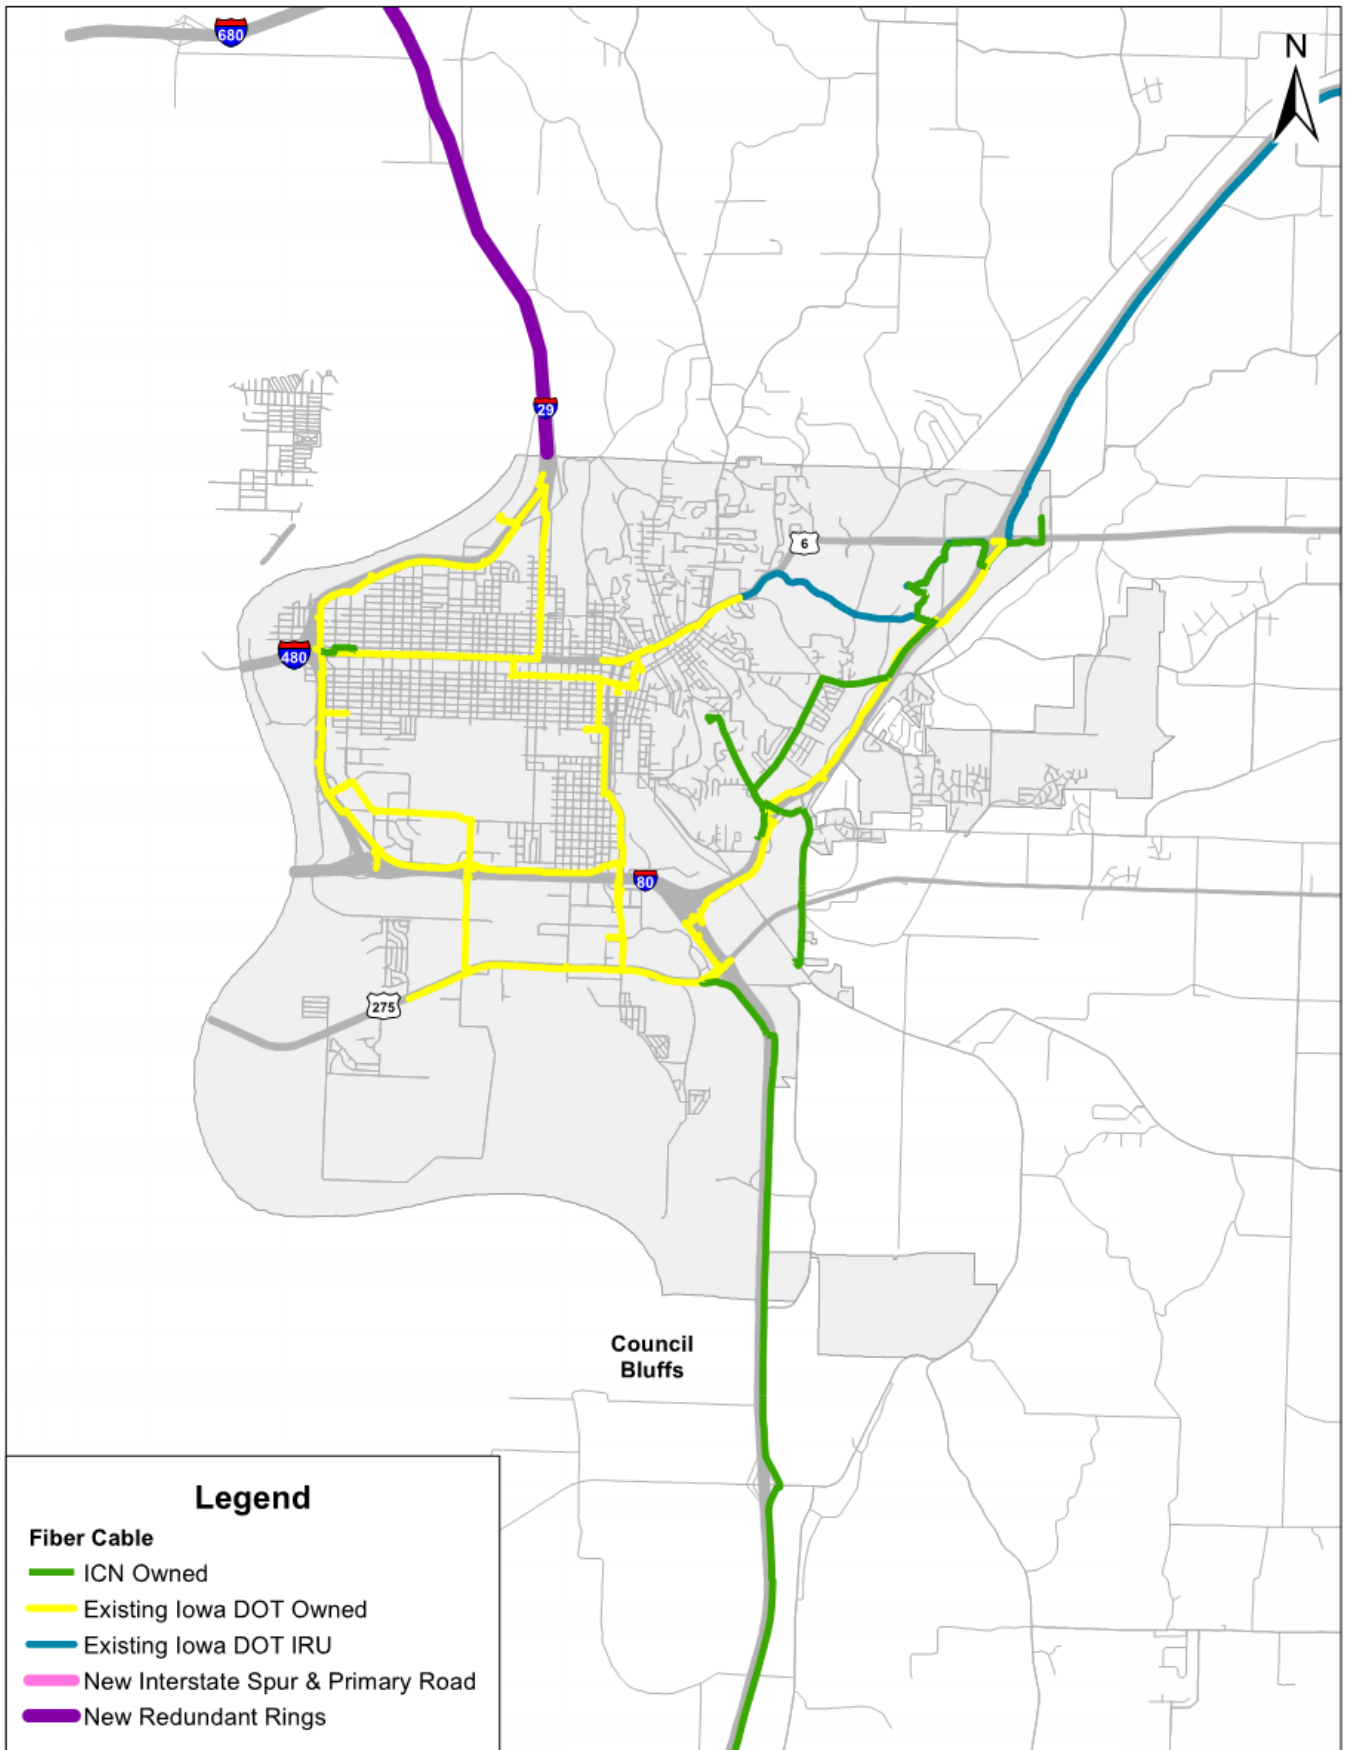 680
N
29
6
480
80
275
Council
Bluffs
Legend
Fiber Cable
ICN Owned
Existing Iowa DOT Owned
Existing Iowa DOT IRU
New Interstate Spur & Primary Road
New Redundant Rings